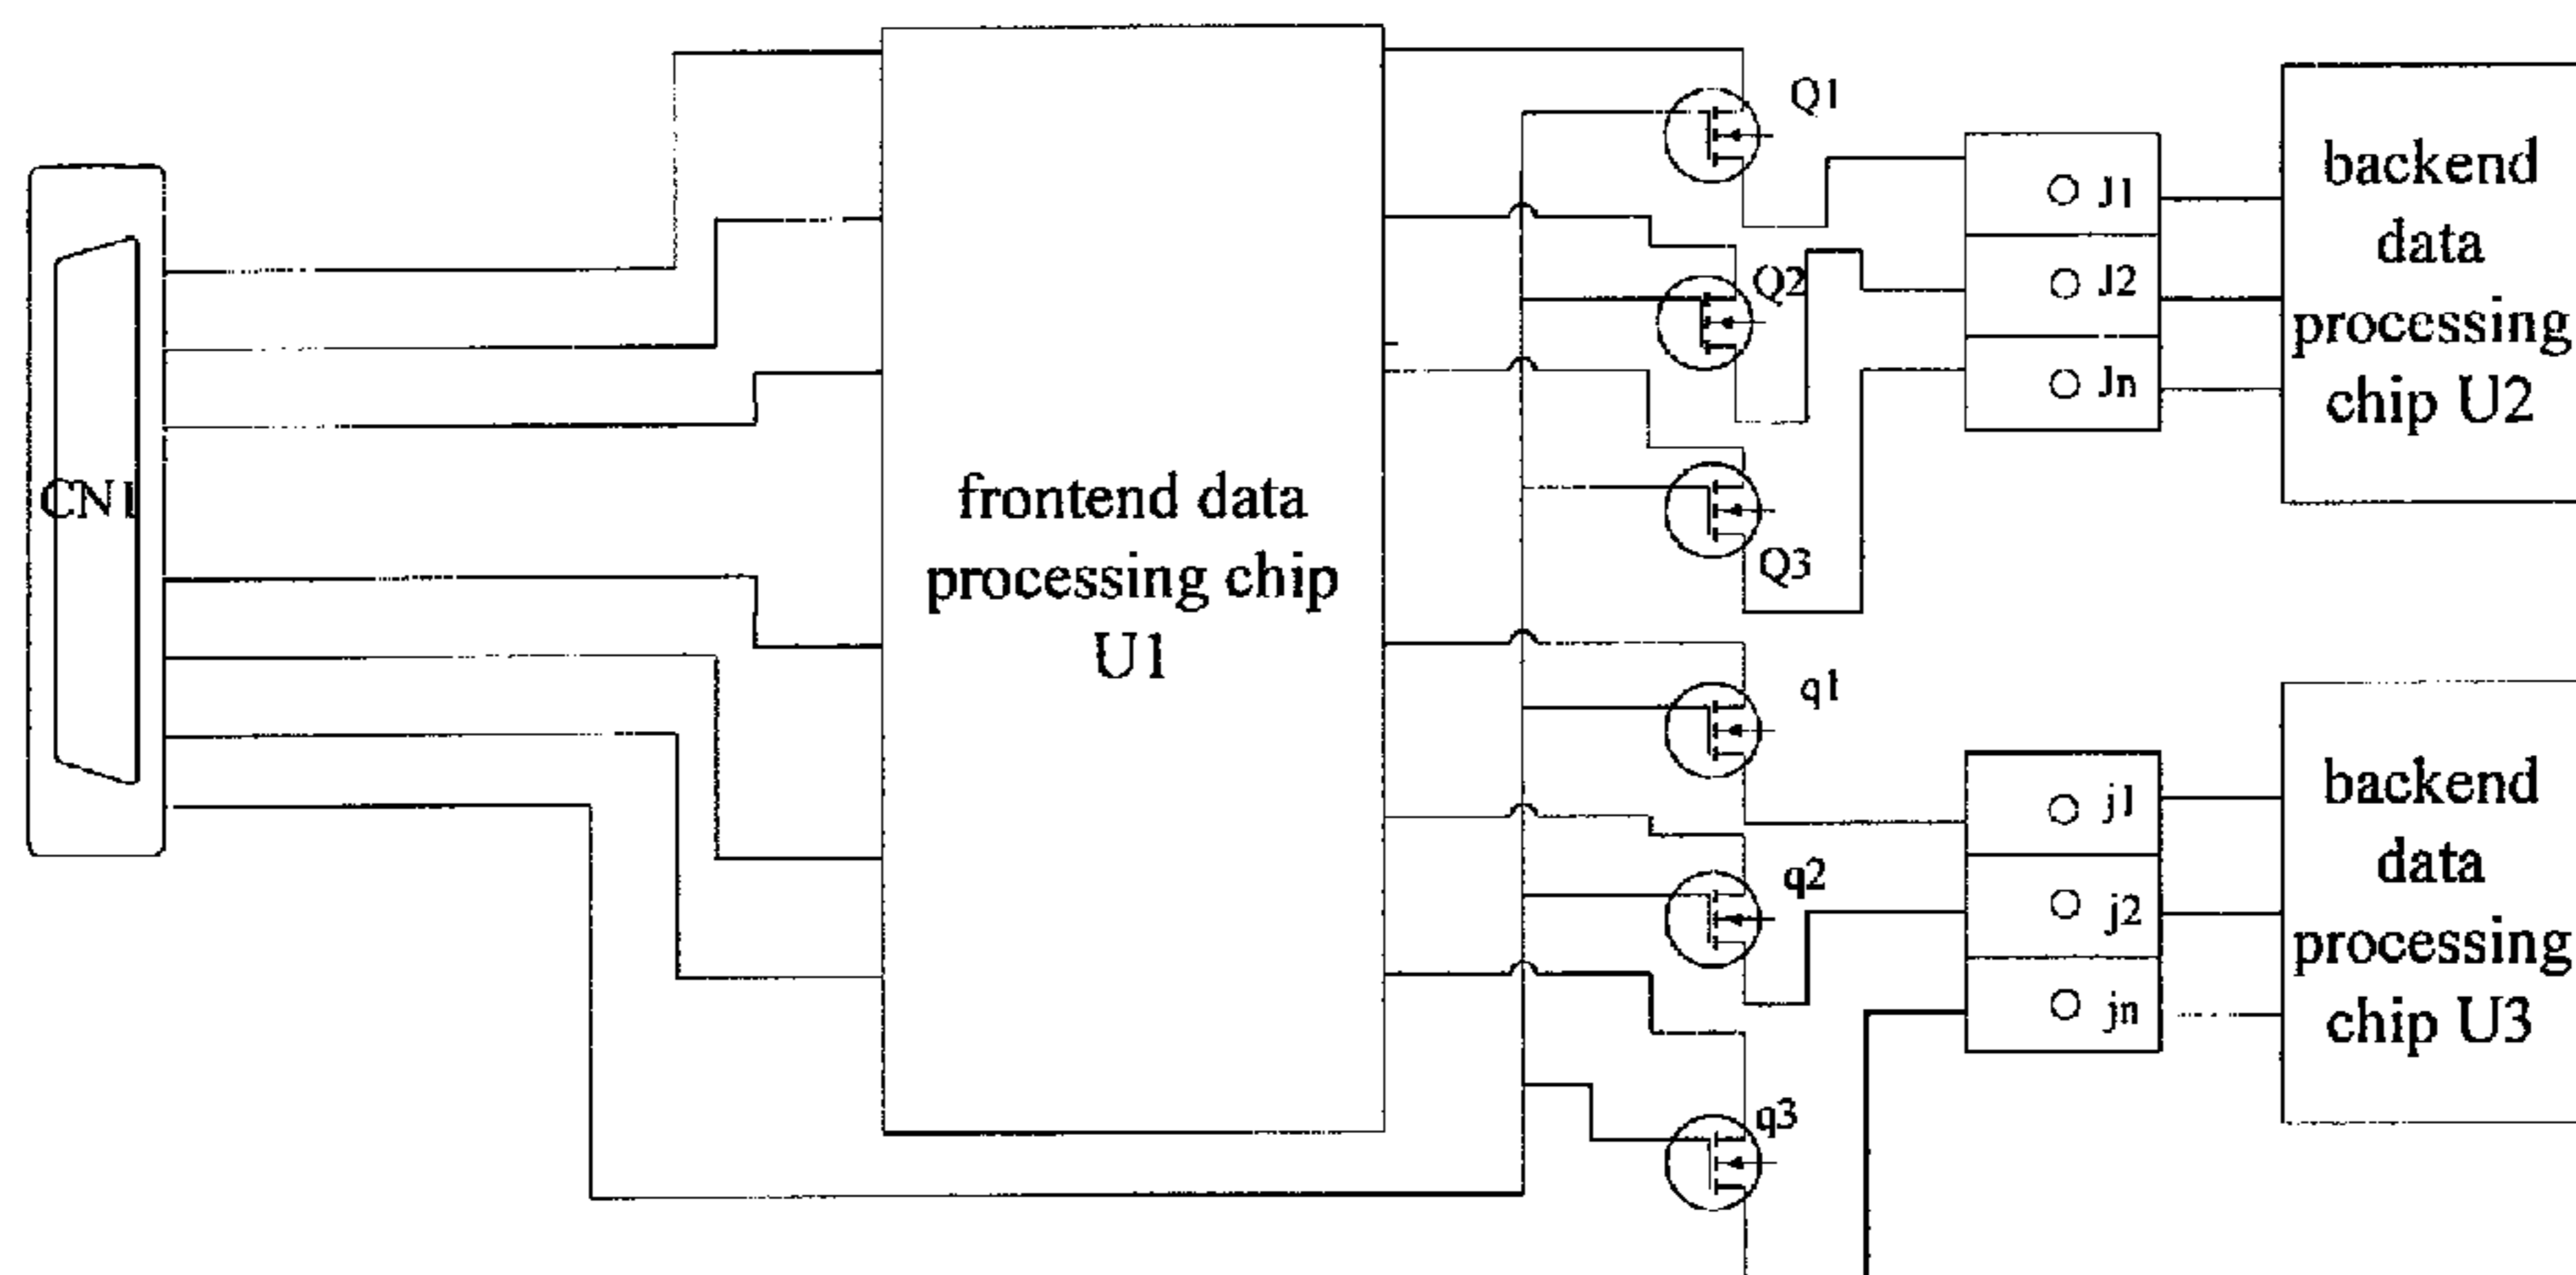 CN1
frontend data
processing chip
U1
Q1
Q2
Q3
q1
q2
q3
J1
J2
Jn
j1
j2
jn
backend
data
processing
chip U2
backend
data
processing
chip U3